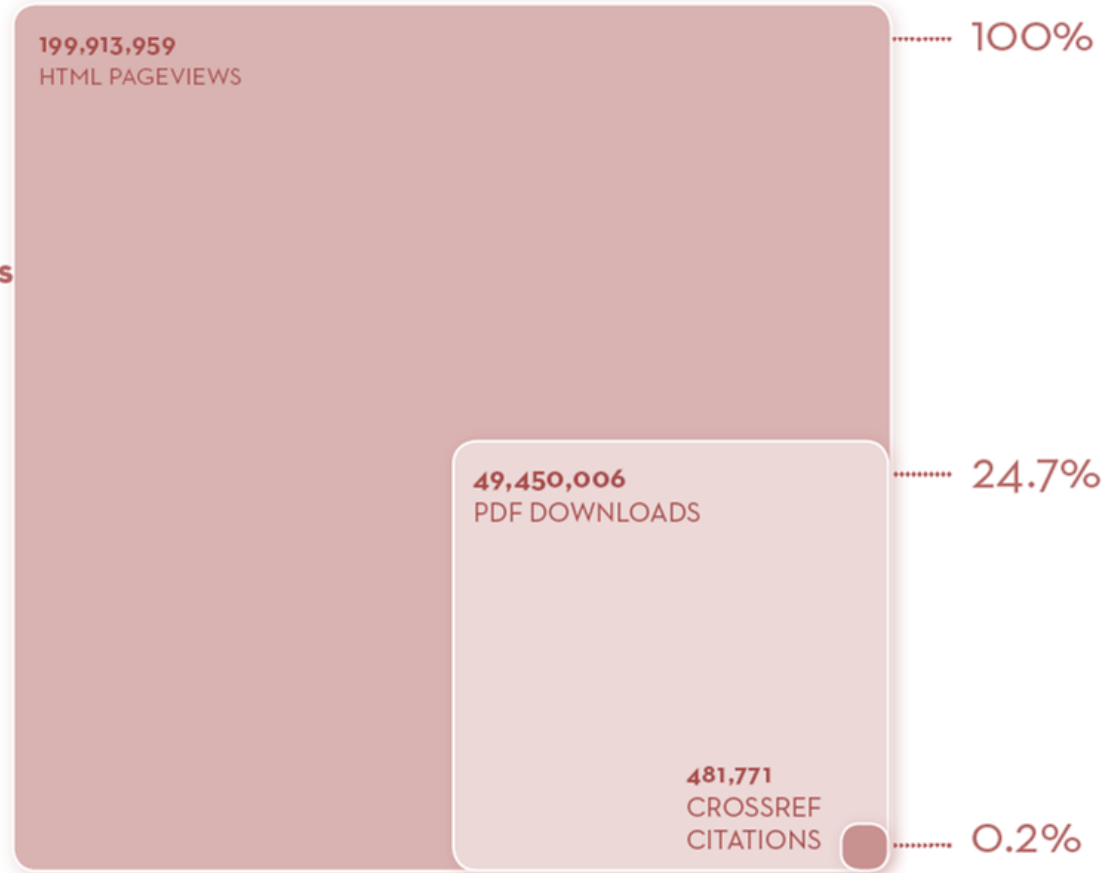 199,913,959
HTML PAGEVIEWS
100%
s
49,450,006
PDF DOWNLOADS
24.7%
481,771
CROSSREF
CITATIONS
0.2%